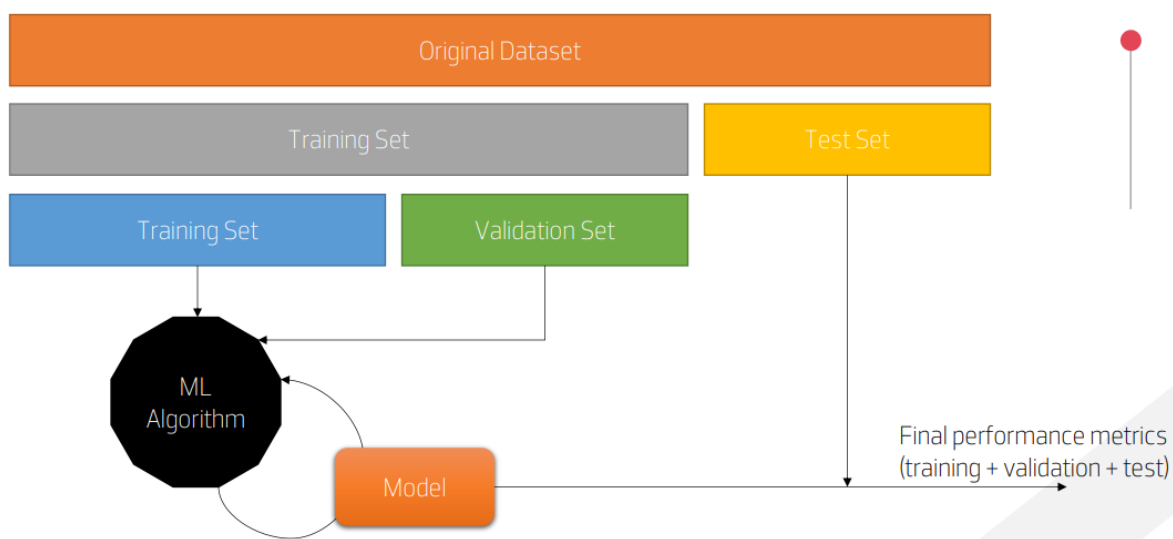 Original Dataset
Training Set
Test Set
Training Set
Validation Set
ML
Algorithm
Model
Final performance metrics
(training + validation + test)